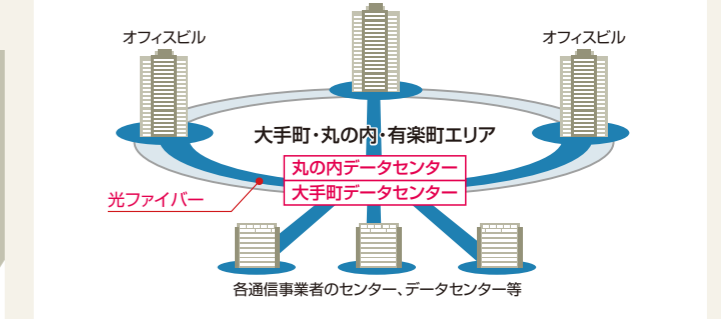 オフィスビル
オフィスビル
大手町・丸の内・有楽町エリア
丸の内データセンター
大手町データセンター
光ファイバー
各通信事業者のセンター、データセンター等